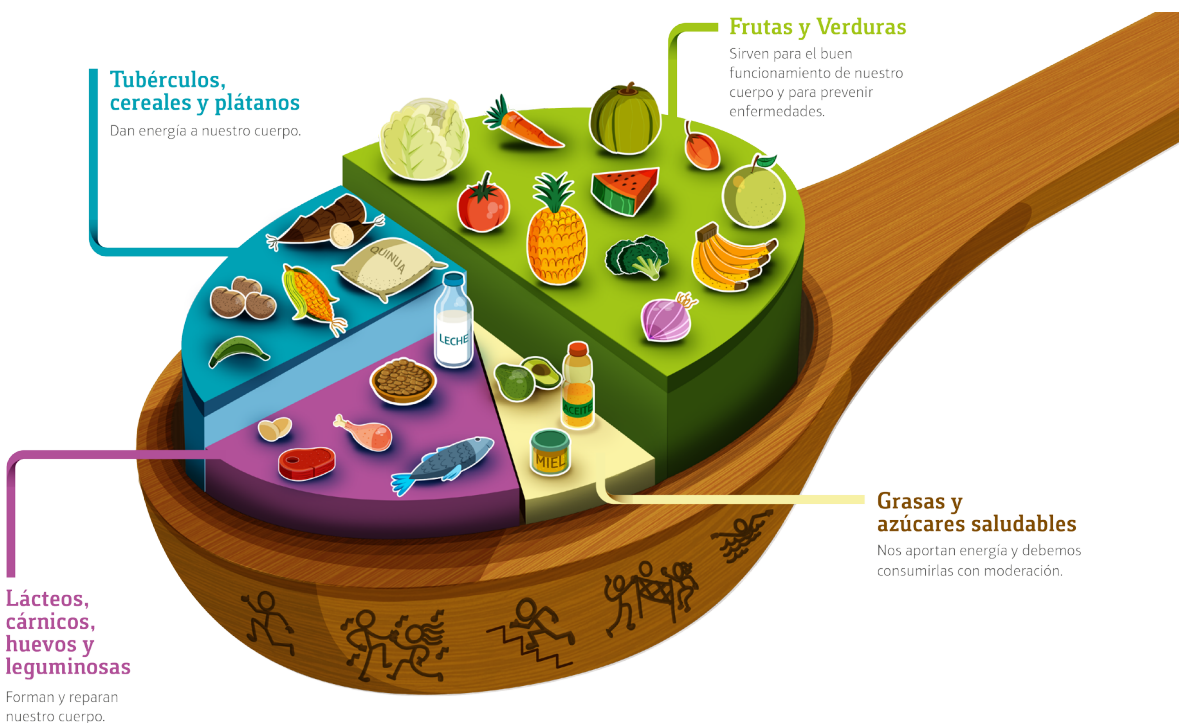 Frutas y Verduras
Sirven para el buen
funcionamiento de nuestro
cuerpo y para prevenir
enfermedades.
Tubérculos,
cereales y plátanos
Dan energía a nuestro cuerpo.
QUINUA
LECHE
ACEITE
MIEL
Grasas y
azúcares saludables
Nos aportan energía y debemos
consumirlas con moderación.
Lácteos,
cárnicos,
huevos y
leguminosas
Forman y reparan
nuestro cuerpo.